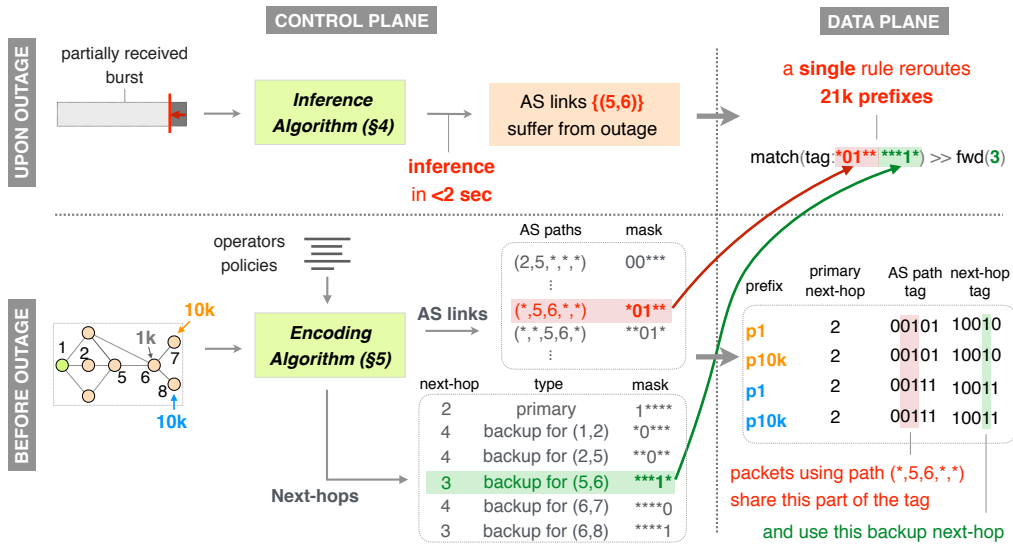 CONTROL PLANE
DATA PLANE
UPON OUTAGE
partially received
burst
Inference
Algorithm (§4)
AS links {(5,6)}
suffer from outage
inference
in <2 sec
a single rule reroutes
21k prefixes
match(tag:*01** ***1*) >> fwd(3)
BEFORE OUTAGE
operators
policies
10k
1k
1
2
5
6
7
8
10k
Encoding
Algorithm (§5)
AS links
Next-hops
AS paths mask
(2,5,*,*,*) 00***
⋮
(*,5,6,*,*) *01**
(*,*,5,6,*) **01*
⋮
next-hop type mask
2 primary 1****
4 backup for (1,2) *0***
4 backup for (2,5) **0**
3 backup for (5,6) ***1*
4 backup for (6,7) ****0
3 backup for (6,8) ****1
prefix primary next-hop AS path tag next-hop tag
p1 2 00101 10010
p10k 2 00101 10010
p1 2 00111 10011
p10k 2 00111 10011
packets using path (*,5,6,*,*)
share this part of the tag
and use this backup next-hop